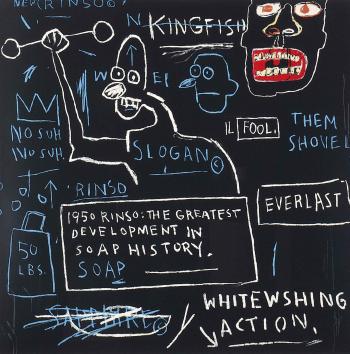 NEW RINSO©
KINGFISH
W EI
NO SUH.
NO SUH.
IL FOOL.
THEM
SHOVEL
SLOGAN©
RINSO
EVERLAST
1950 RINSO: THE GREATEST
DEVELOPMENT IN
SOAP HISTORY.
SOAP
50
LBS.
SAPPHIRE©
WHITEWSHING
ACTION.